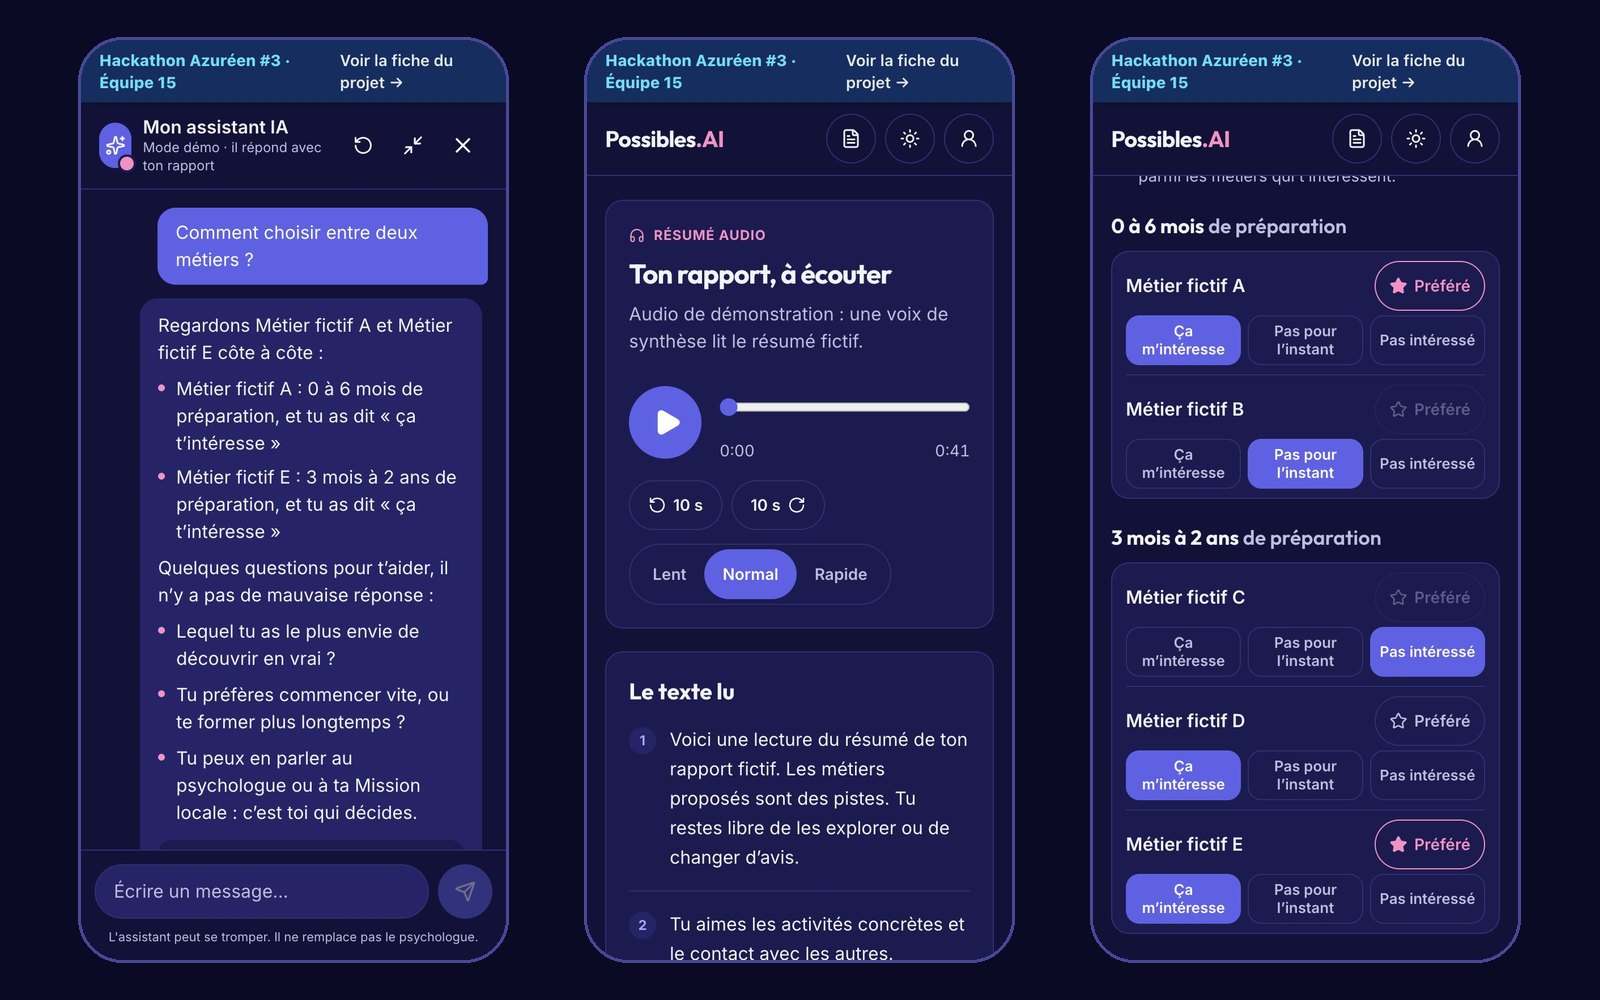 Hackathon Azuréen #3 ·
Équipe 15
Voir la fiche du
projet →
Mon assistant IA
Mode démo · il répond avec
ton rapport
Comment choisir entre deux
métiers ?
Regardons Métier fictif A et Métier
fictif E côte à côte :
• Métier fictif A : 0 à 6 mois de
préparation, et tu as dit « ça
t’intéresse »
• Métier fictif E : 3 mois à 2 ans de
préparation, et tu as dit « ça
t’intéresse »
Quelques questions pour t’aider, il
n’y a pas de mauvaise réponse :
• Lequel tu as le plus envie de
découvrir en vrai ?
• Tu préfères commencer vite, ou
te former plus longtemps ?
• Tu peux en parler au
psychologue ou à ta Mission
locale : c’est toi qui décides.
Écrire un message...
L'assistant peut se tromper. Il ne remplace pas le psychologue.
Hackathon Azuréen #3 ·
Équipe 15
Voir la fiche du
projet →
Possibles.AI
RÉSUMÉ AUDIO
Ton rapport, à écouter
Audio de démonstration : une voix de
synthèse lit le résumé fictif.
0:00
0:41
10 s
10 s
Lent
Normal
Rapide
Le texte lu
1
Voici une lecture du résumé de ton
rapport fictif. Les métiers
proposés sont des pistes. Tu
restes libre de les explorer ou de
changer d’avis.
2
Tu aimes les activités concrètes et
le contact avec les autres.
Hackathon Azuréen #3 ·
Équipe 15
Voir la fiche du
projet →
Possibles.AI
parmi les métiers qui t’intéressent.
0 à 6 mois de préparation
Métier fictif A
Préféré
Ça
m’intéresse
Pas pour
l’instant
Pas intéressé
Métier fictif B
Préféré
Ça
m’intéresse
Pas pour
l’instant
Pas intéressé
3 mois à 2 ans de préparation
Métier fictif C
Préféré
Ça
m’intéresse
Pas pour
l’instant
Pas intéressé
Métier fictif D
Préféré
Ça
m’intéresse
Pas pour
l’instant
Pas intéressé
Métier fictif E
Préféré
Ça
m’intéresse
Pas pour
l’instant
Pas intéressé